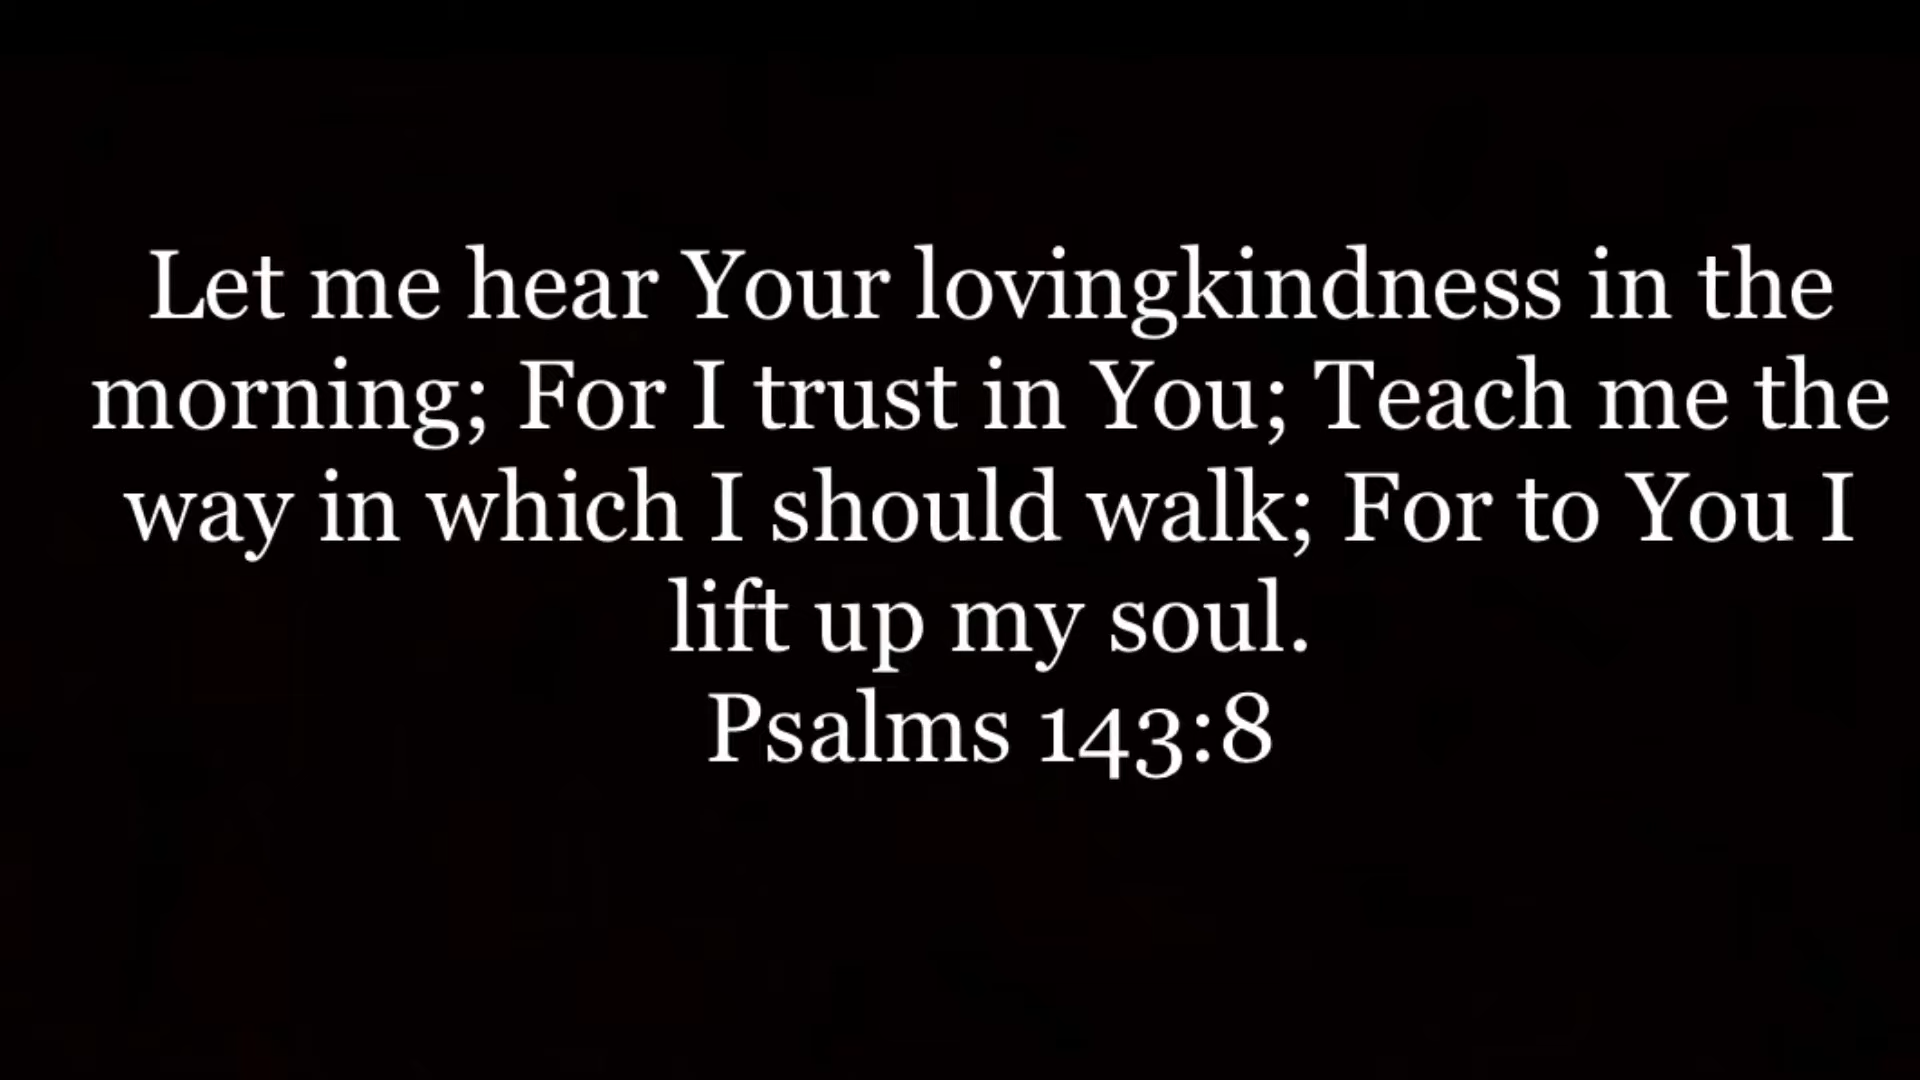 Let me hear Your lovingkindness in the
morning; For I trust in You; Teach me the
way in which I should walk; For to You I
lift up my soul.
Psalms 143:8